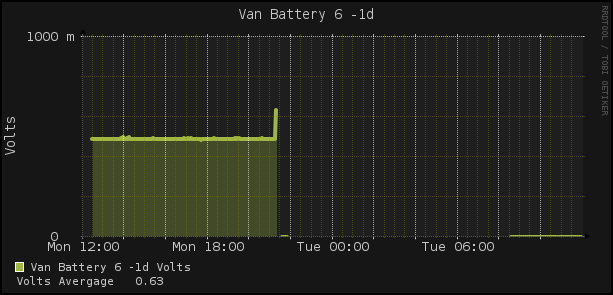 Van Battery 6 -1d
RRDTOOL / TOBI OETIKER
1000 m
Volts
0
Mon 12:00 Mon 18:00 Tue 00:00 Tue 06:00
Van Battery 6 -1d Volts
Volts Avergage 0.63